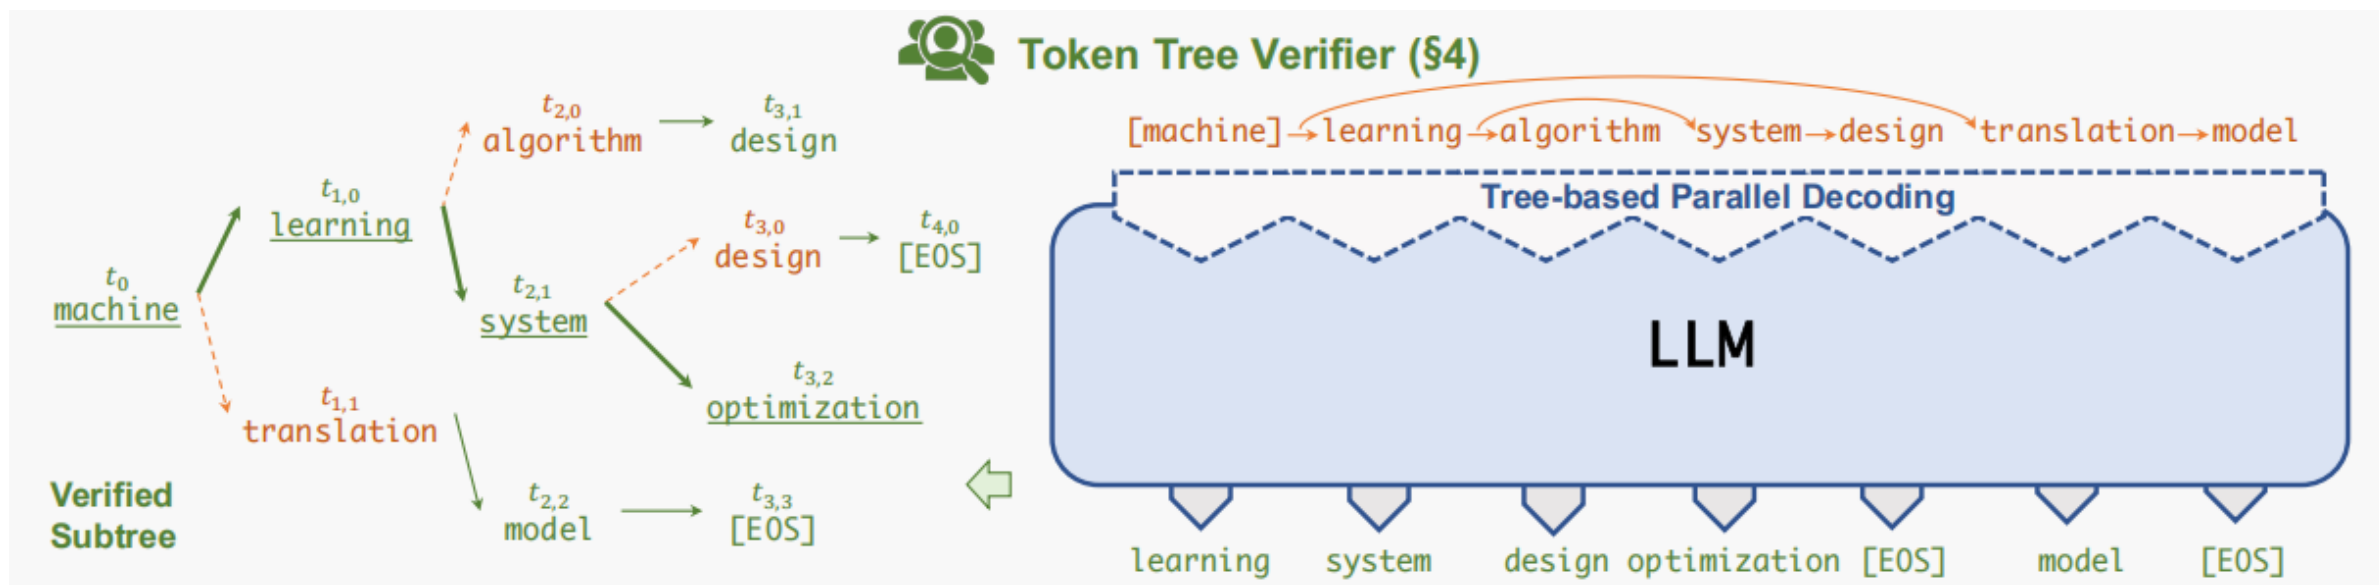 Token Tree Verifier (§4)
t2,0
algorithm
t3,1
design
t1,0
learning
t3,0
design
t4,0
[EOS]
t0
machine
t2,1
system
t3,2
optimization
t1,1
translation
t2,2
model
t3,3
[EOS]
Verified
Subtree
[machine] learning algorithm system design translation model
Tree-based Parallel Decoding
LLM
learning system design optimization [EOS] model [EOS]